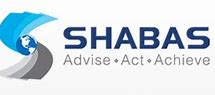 SHABAS
Advise • Act • Achieve